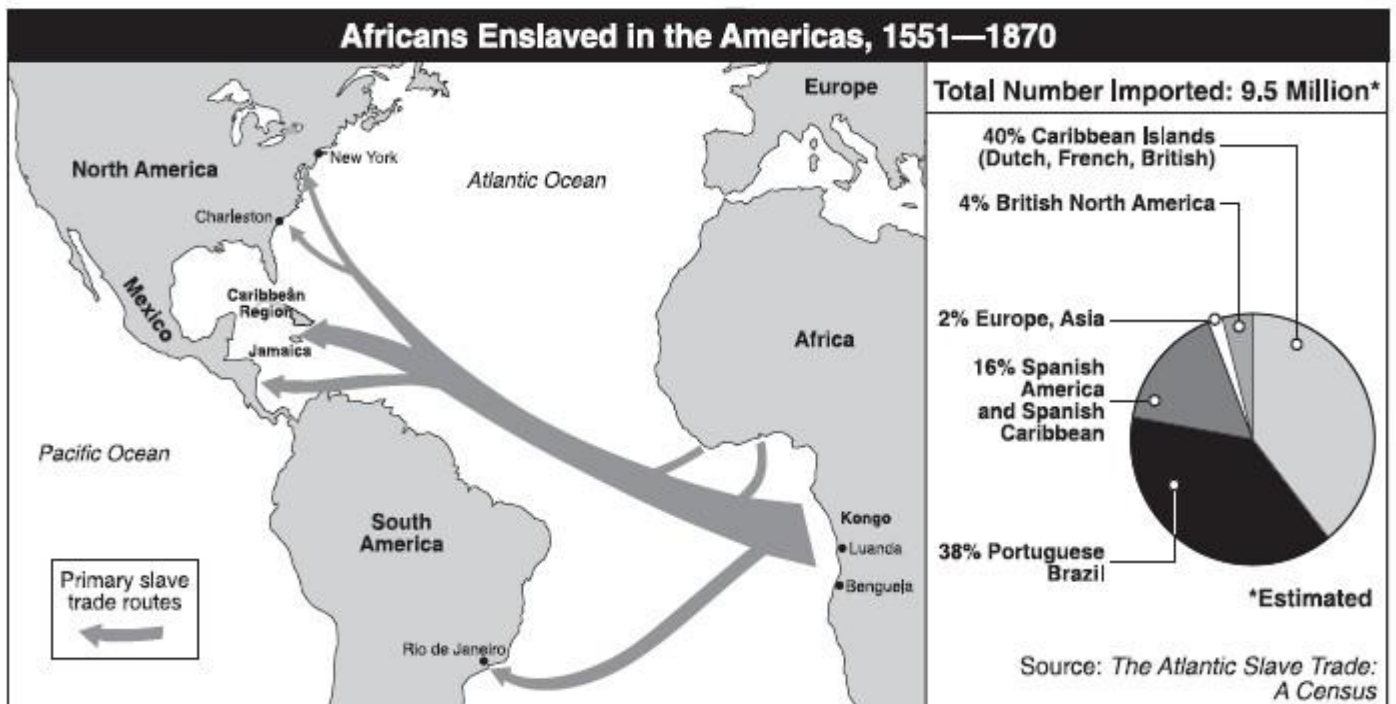 Africans Enslaved in the Americas, 1551—1870
North America
New York
Charleston
Atlantic Ocean
Europe
Mexico
Caribbean
Region
Jamaica
Africa
Pacific Ocean
South
America
Kongo
Luanda
Benguela
Rio de Janeiro
Primary slave
trade routes
Total Number Imported: 9.5 Million*
40% Caribbean Islands
(Dutch, French, British)
4% British North America
2% Europe, Asia
16% Spanish
America
and Spanish
Caribbean
38% Portuguese
Brazil
*Estimated
Source: The Atlantic Slave Trade:
A Census